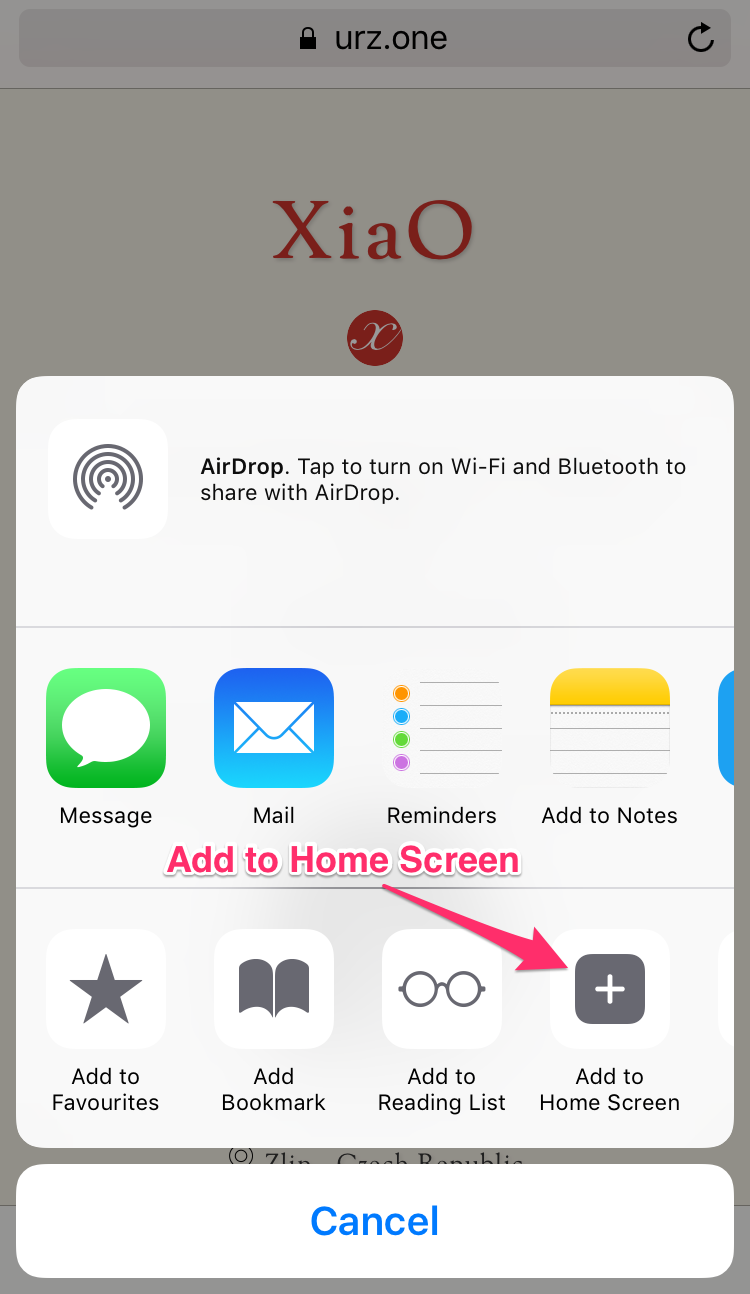 urz.one
XiaO
x
AirDrop. Tap to turn on Wi-Fi and Bluetooth to
share with AirDrop.
Message
Mail
Reminders
Add to Notes
Add to Home Screen
Add to
Favourites
Add
Bookmark
Add to
Reading List
Add to
Home Screen
Czech Republic
Cancel